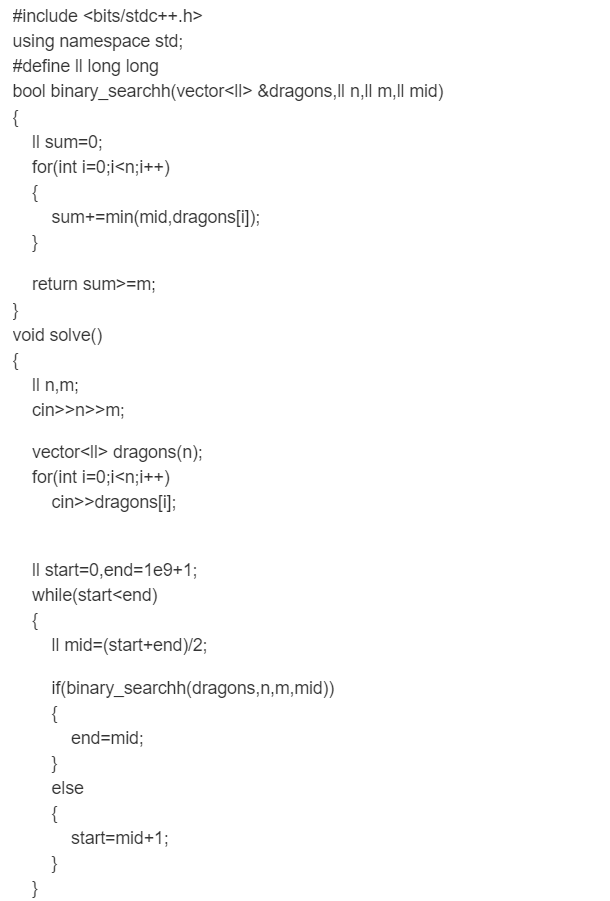 #include <bits/stdc++.h>
using namespace std;
#define ll long long
bool binary_searchh(vector<ll> &dragons,ll n,ll m,ll mid)
{
ll sum=0;
for(int i=0;i<n;i++)
{
sum+=min(mid,dragons[i]);
}
return sum>=m;
}
void solve()
{
ll n,m;
cin>>n>>m;
vector<ll> dragons(n);
for(int i=0;i<n;i++)
cin>>dragons[i];
ll start=0,end=1e9+1;
while(start<end)
{
ll mid=(start+end)/2;
if(binary_searchh(dragons,n,m,mid))
{
end=mid;
}
else
{
start=mid+1;
}
}